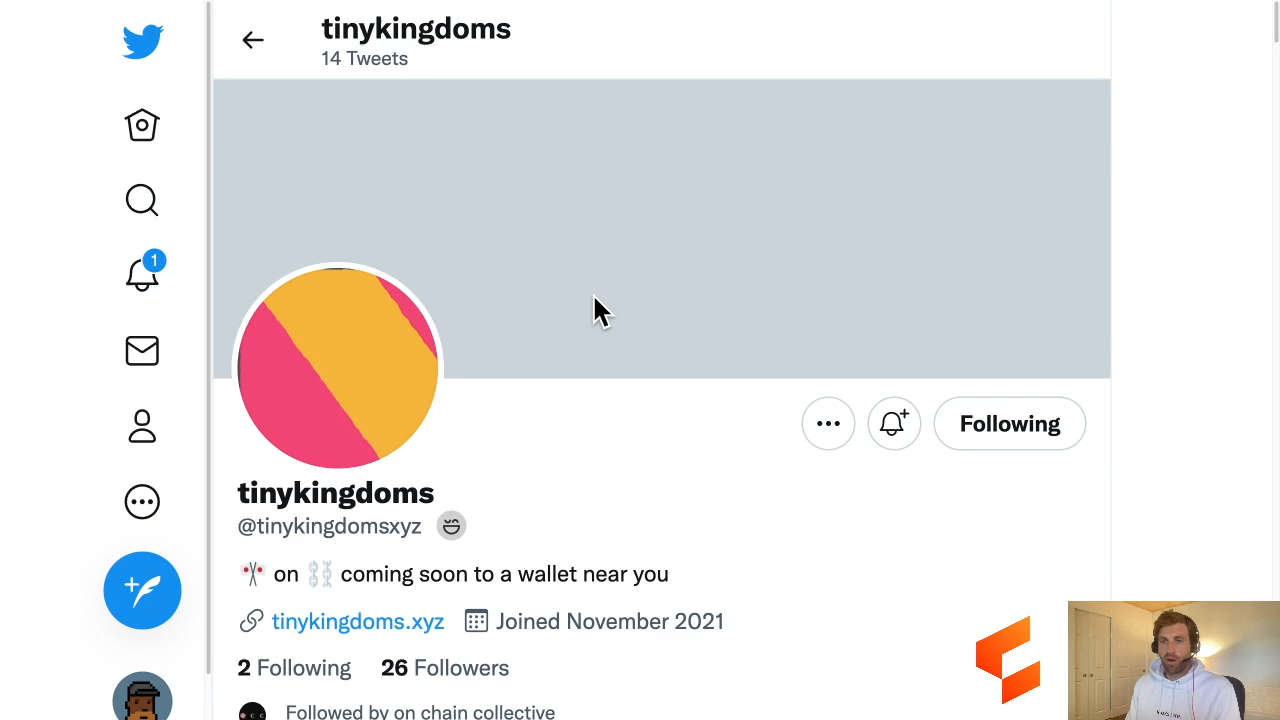 tinykingdoms
14 Tweets
1
Following
tinykingdoms
@tinykingdomsxyz
🎌 on ⛓ coming soon to a wallet near you
tinykingdoms.xyz Joined November 2021
2 Following 26 Followers
Followed by on chain collective